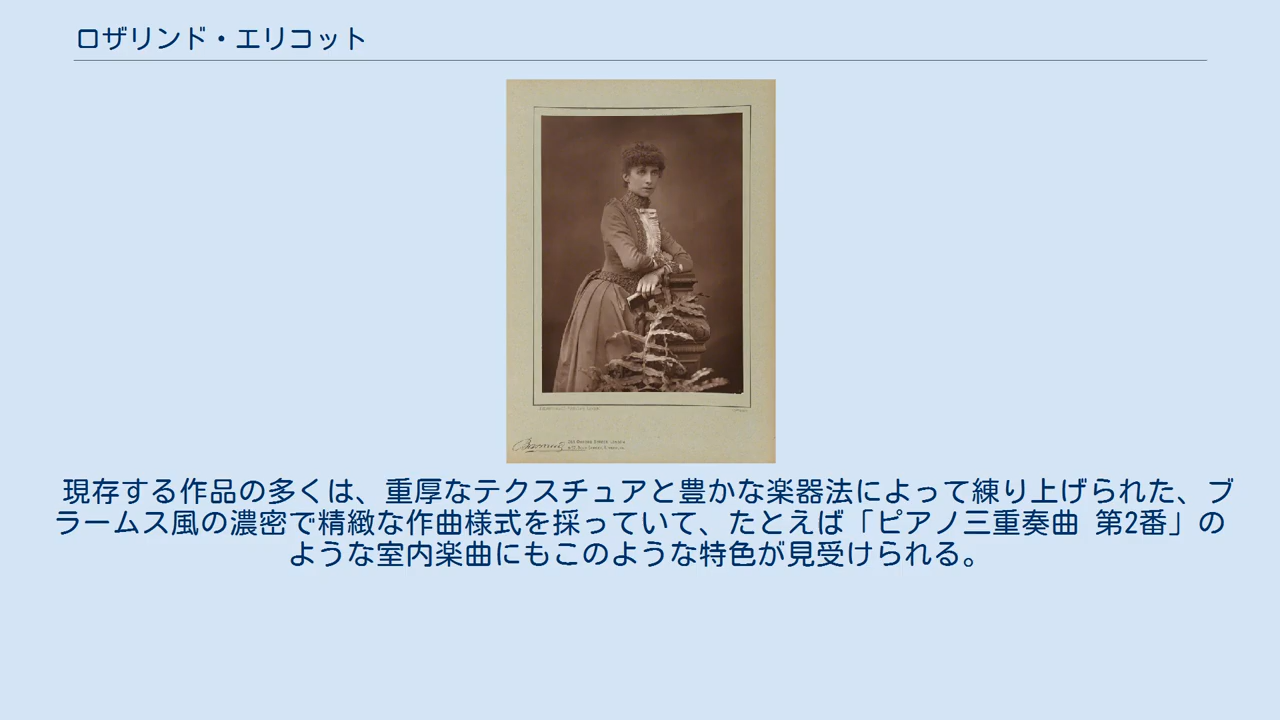 ロザリンド・エリコット
現存する作品の多くは、重厚なテクスチュアと豊かな楽器法によって練り上げられた、ブ
ラームス風の濃密で精緻な作曲様式を採っていて、たとえば「ピアノ三重奏曲 第2番」の
ような室内楽曲にもこのような特色が見受けられる。